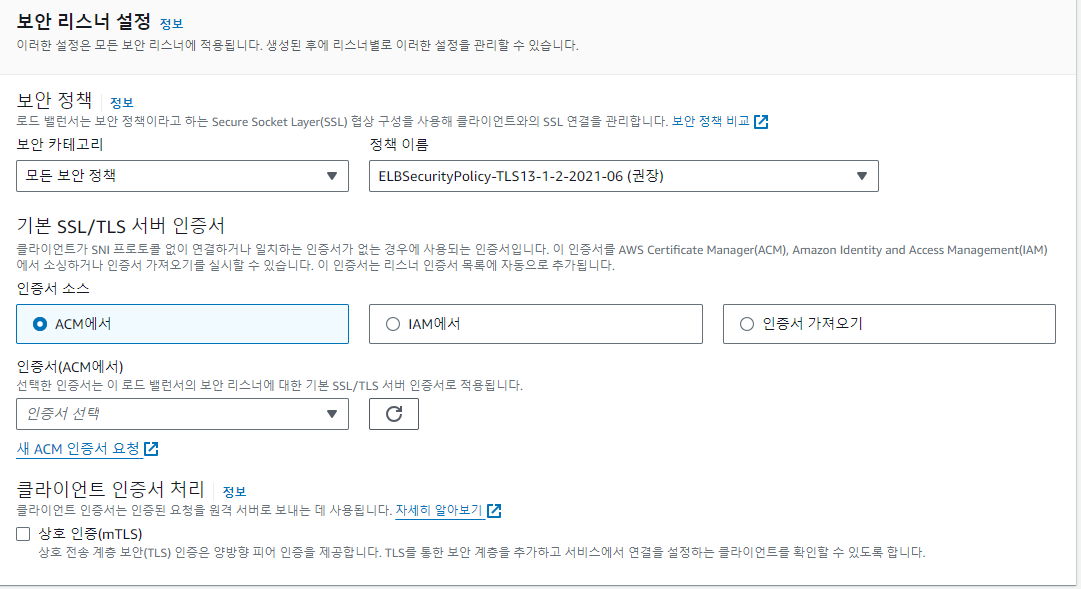 보안 리스너 설정 정보
이러한 설정은 모든 보안 리스너에 적용됩니다. 생성된 후에 리스너별로 이러한 설정을 관리할 수 있습니다.
보안 정책 정보
로드 밸런서는 보안 정책이라고 하는 Secure Socket Layer(SSL) 협상 구성을 사용해 클라이언트와의 SSL 연결을 관리합니다. 보안 정책 비교
보안 카테고리 정책 이름
모든 보안 정책 ELBSecurityPolicy-TLS13-1-2-2021-06 (권장)
기본 SSL/TLS 서버 인증서
클라이언트가 SNI 프로토콜 없이 연결하거나 일치하는 인증서가 없는 경우에 사용되는 인증서입니다. 이 인증서를 AWS Certificate Manager(ACM), Amazon Identity and Access Management(IAM)
에서 소싱하거나 인증서 가져오기를 실시할 수 있습니다. 이 인증서는 리스너 인증서 목록에 자동으로 추가됩니다.
인증서 소스
ACM에서 IAM에서 인증서 가져오기
인증서(ACM에서)
선택한 인증서는 이 로드 밸런서의 보안 리스너에 대한 기본 SSL/TLS 서버 인증서로 적용됩니다.
인증서 선택
새 ACM 인증서 요청
클라이언트 인증서 처리 정보
클라이언트 인증서는 인증된 요청을 원격 서버로 보내는 데 사용됩니다. 자세히 알아보기
상호 인증(mTLS)
상호 전송 계층 보안(TLS) 인증은 양방향 피어 인증을 제공합니다. TLS를 통한 보안 계층을 추가하고 서비스에서 연결을 설정하는 클라이언트를 확인할 수 있도록 합니다.